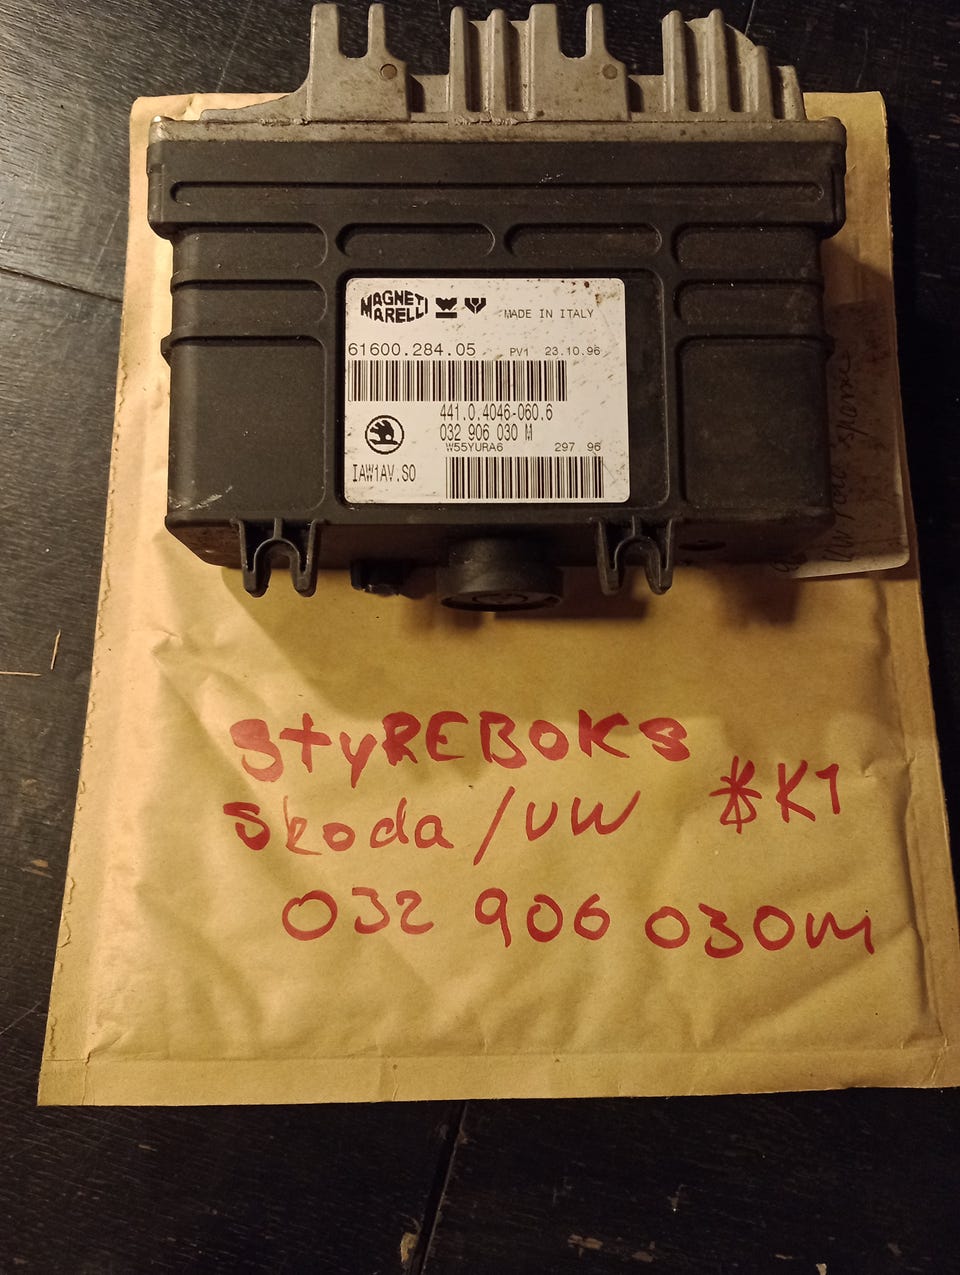 MAGNETI
MARELLI
MADE IN ITALY
61600.284.05 PV1 23.10.96
441.0.4046-060.6
032 906 030 M
W55YURA6 297 96
IAW1AV.S0
StyREBOKS
Skoda/VW *K1
032 906 030M